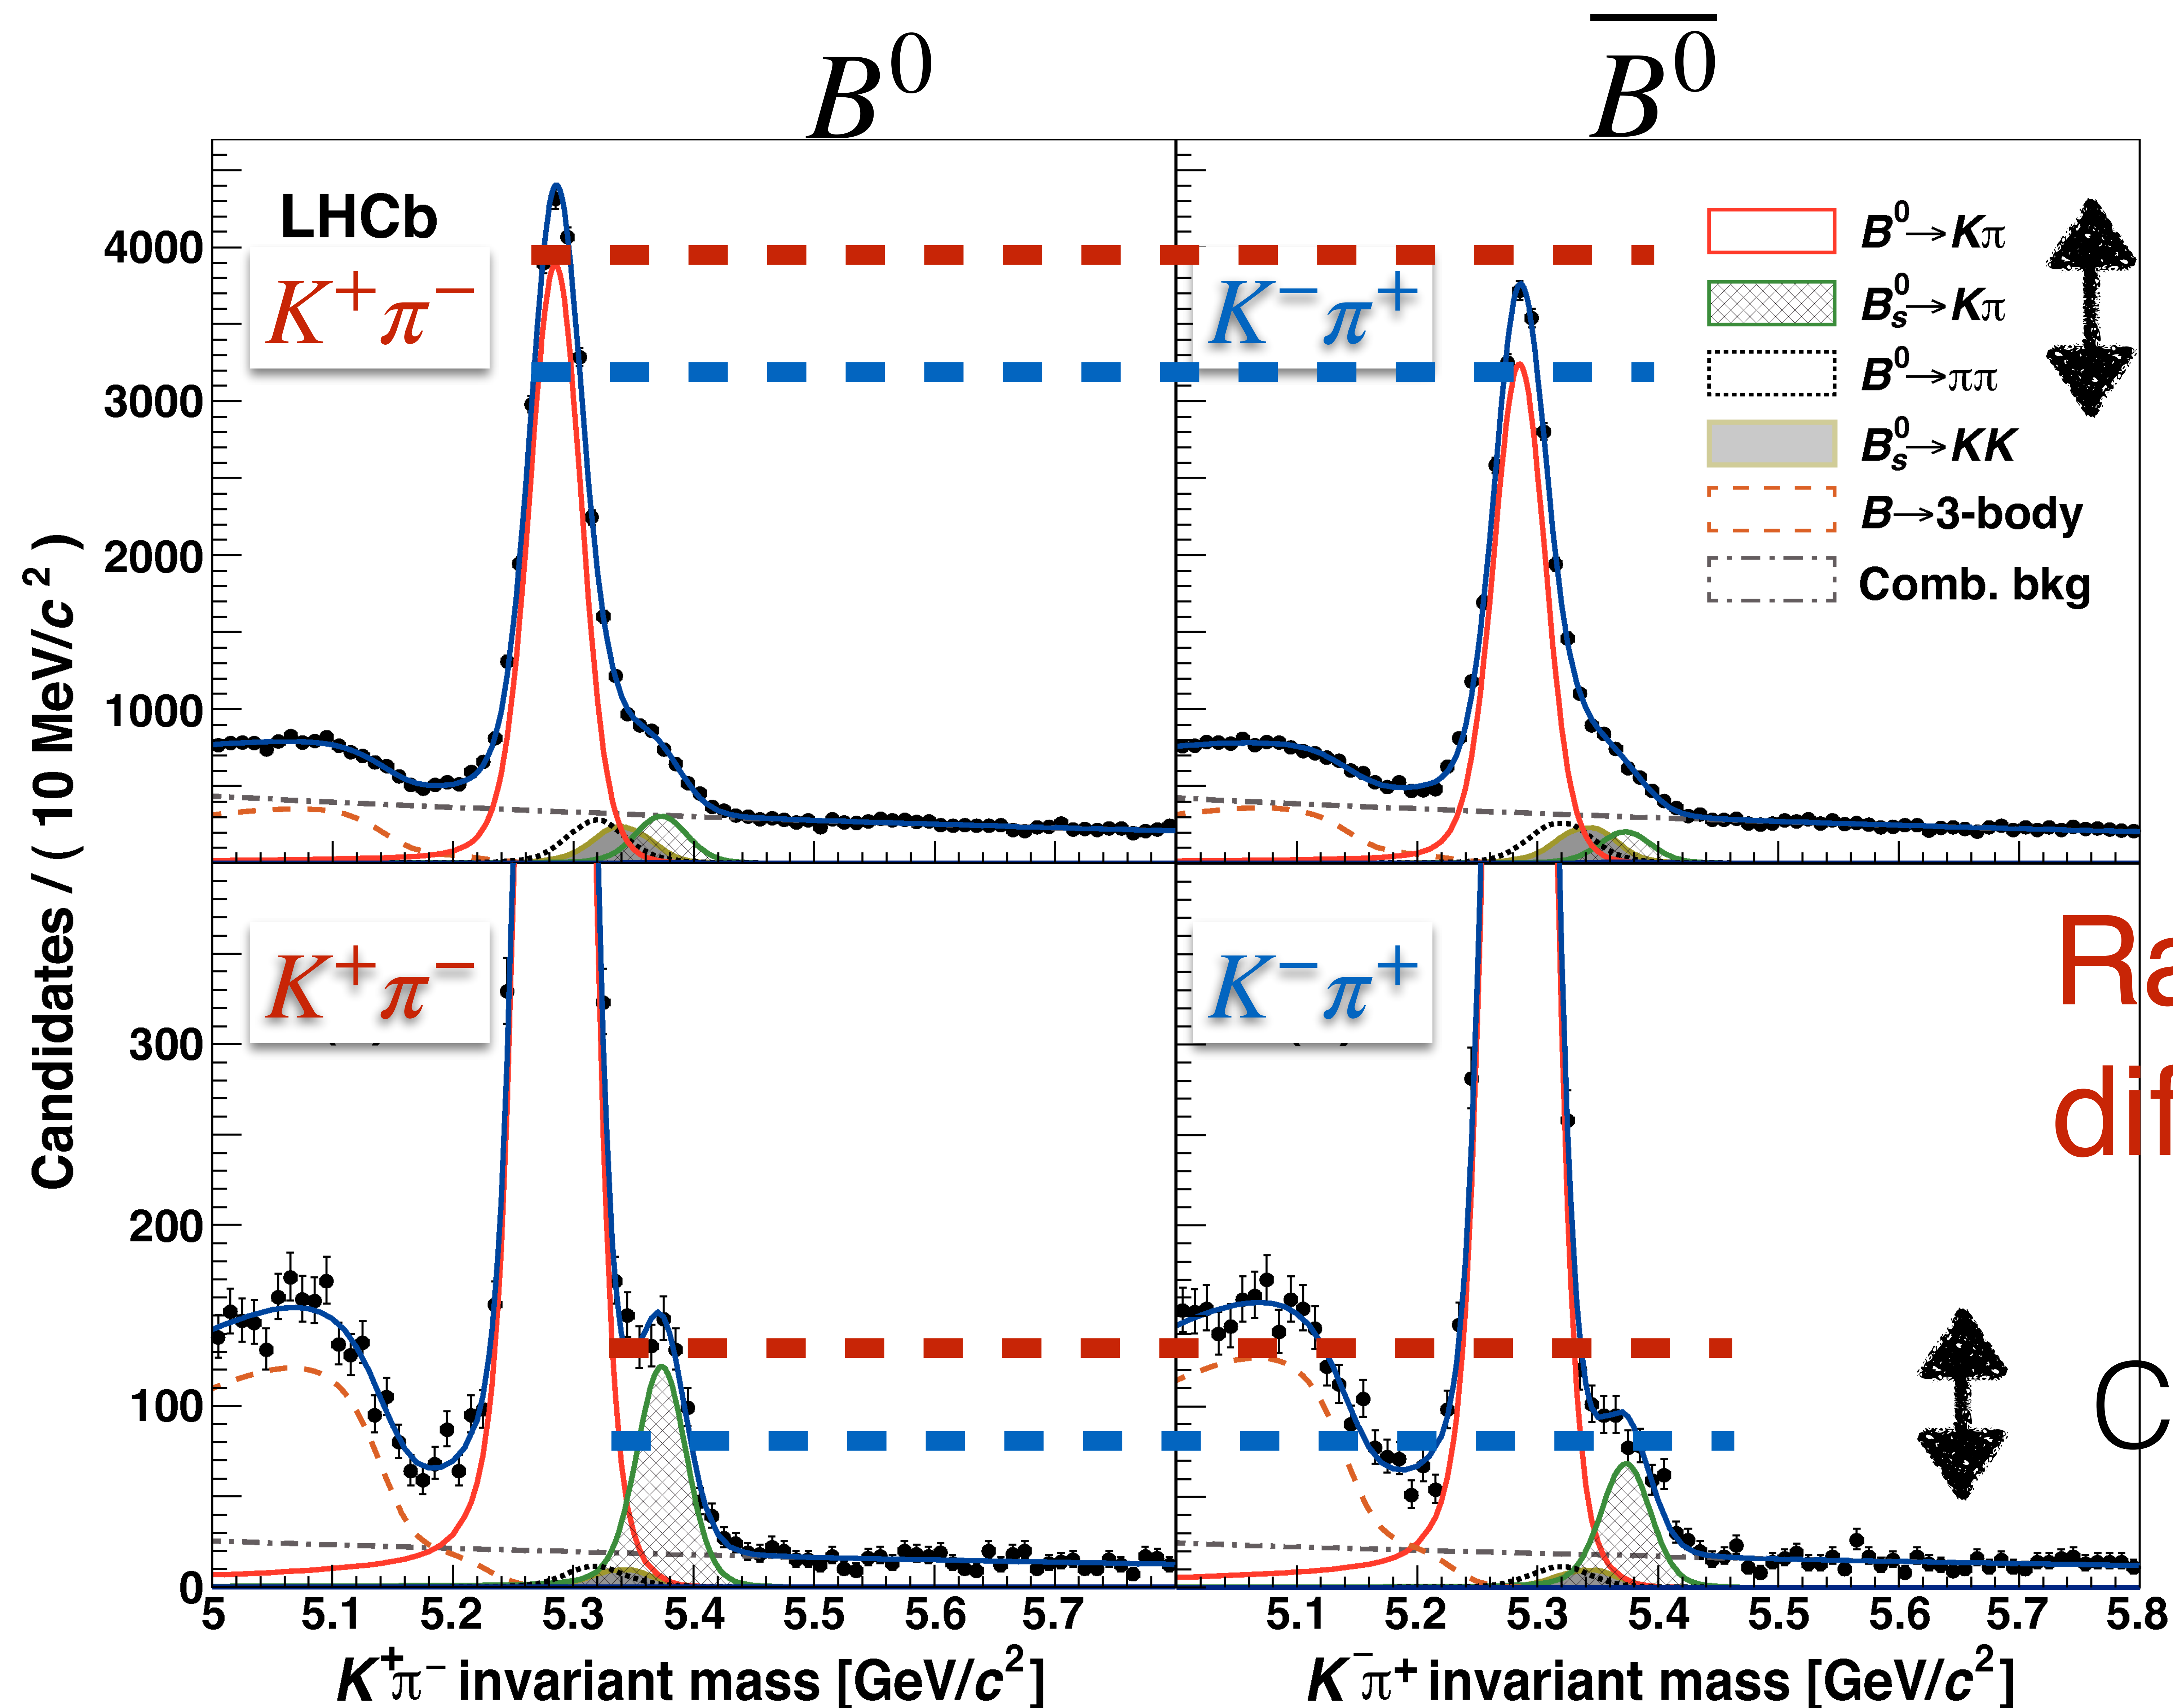 B⁰
B̅⁰
LHCb
K⁺π⁻
K⁻π⁺
B⁰→Kπ
B⁰ₛ→Kπ
B⁰→ππ
B⁰ₛ→KK
B→3-body
Comb. bkg
4000
3000
2000
1000
Candidates / ( 10 MeV/c² )
K⁺π⁻
K⁻π⁺
Ra
dif
C
300
200
100
0
5 5.1 5.2 5.3 5.4 5.5 5.6 5.7
5.1 5.2 5.3 5.4 5.5 5.6 5.7 5.8
K⁺π⁻ invariant mass [GeV/c²]
K⁻π⁺ invariant mass [GeV/c²]